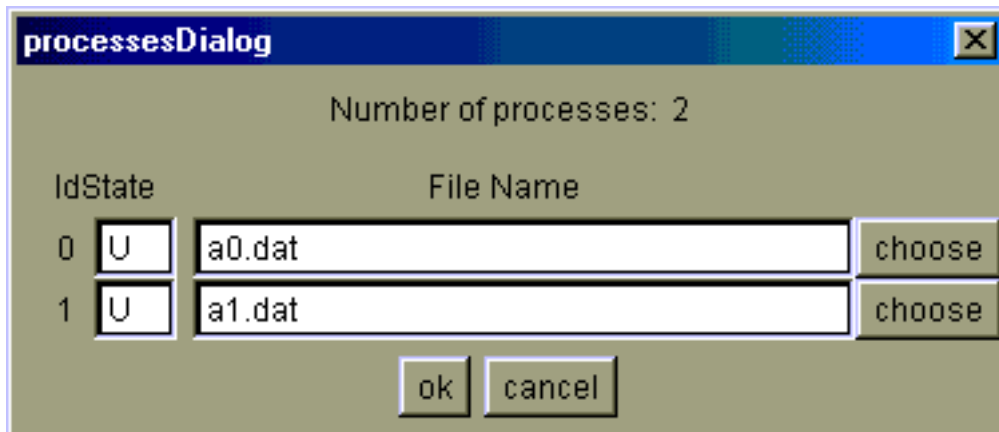 processesDialog
Number of processes: 2
IdState File Name
0 U a0.dat choose
1 U a1.dat choose
ok cancel